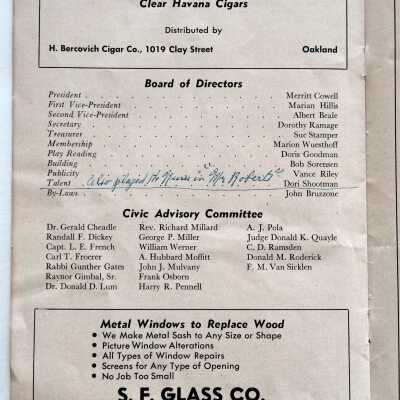 Clear Havana Cigars
Distributed by
H. Bercovich Cigar Co., 1019 Clay Street Oakland
Board of Directors
President . . . . . . . . . . Merritt Cowell
First Vice-President . . . . . . . . . . Marian Hillis
Second Vice-President . . . . . . . . . . Albert Beale
Secretary . . . . . . . . . . Dorothy Ramage
Treasurer . . . . . . . . . . Sue Stamper
Membership . . . . . . . . . . Marion Wuesthoff
Play Reading . . . . . . . . . . Doris Goodman
Building . . . . . . . . . . Bob Sorensen
Publicity . . . . . . . . . . Vance Riley
Talent also played the Nurse in "Mr. Roberts" Dori Shootman
By-Laws . . . . . . . . . . John Bruzzone
Civic Advisory Committee
Dr. Gerald Cheadle Rev. Richard Millard A. J. Pola
Randall F. Dickey George P. Miller Judge Donald K. Quayle
Capt. L. E. French William Werner C. D. Ramsden
Carl T. Froerer A. Hubbard Moffitt Donald M. Roderick
Rabbi Gunther Gates John J. Mulvany F. M. Van Sicklen
Raynor Gimbal, Sr. Frank Osborn
Dr. Donald D. Lum Harry R. Pennell
Metal Windows to Replace Wood
• We Make Metal Sash to Any Size or Shape
• Picture Window Alterations
• All Types of Window Repairs
• Screens for Any Type of Opening
• No Job Too Small
S. F. GLASS CO.